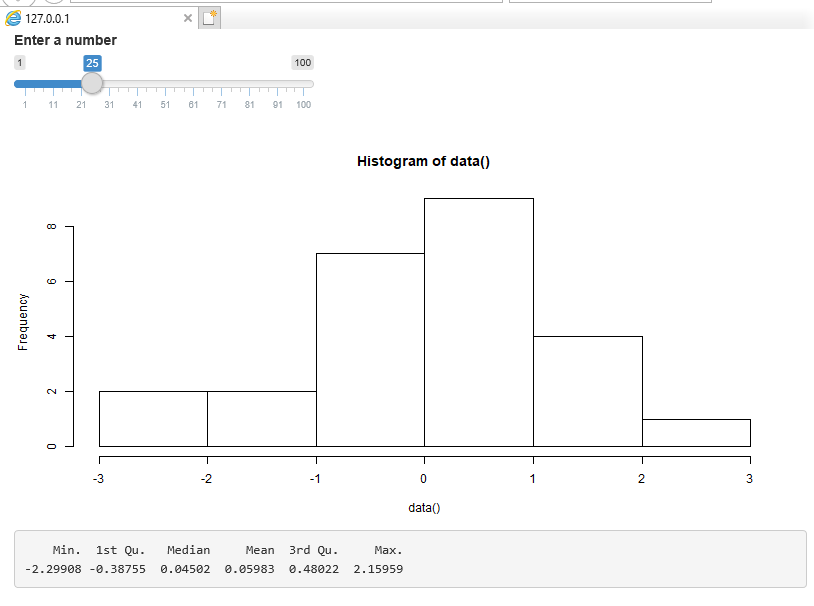 127.0.0.1
Enter a number
1 25 100
1 11 21 31 41 51 61 71 81 91 100
Histogram of data()
Frequency
8
6
4
2
0
-3 -2 -1 0 1 2 3
data()
Min. 1st Qu. Median Mean 3rd Qu. Max.
-2.29908 -0.38755 0.04502 0.05983 0.48022 2.15959